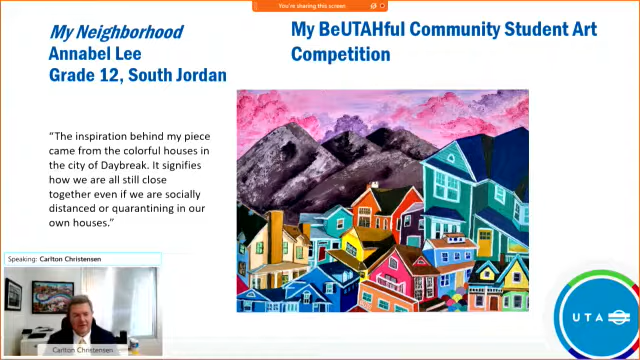 You're sharing this screen
My Neighborhood
Annabel Lee
Grade 12, South Jordan
My BeUTAHful Community Student Art
Competition
“The inspiration behind my piece
came from the colorful houses in
the city of Daybreak. It signifies
how we are all still close
together even if we are socially
distanced or quarantining in our
own houses.”
Speaking: Carlton Christensen
Carlton Christensen
UTA